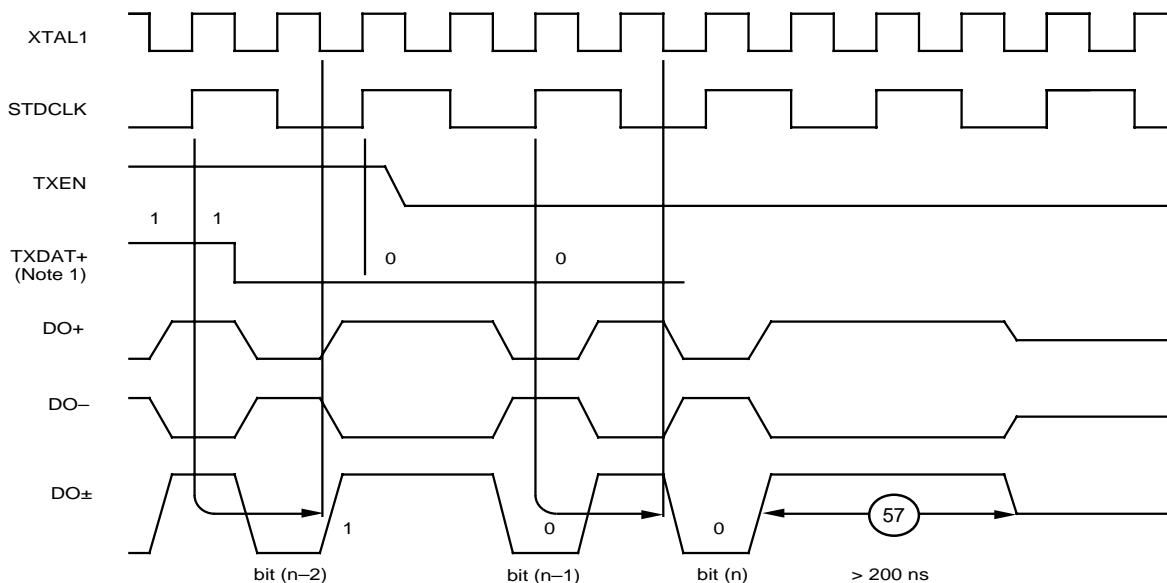 XTAL1
STDCLK
TXEN
1 1
TXDAT+
(Note 1)
0 0
DO+
DO–
DO±
57
1 0 0
bit (n–2) bit (n–1) bit (n) > 200 ns